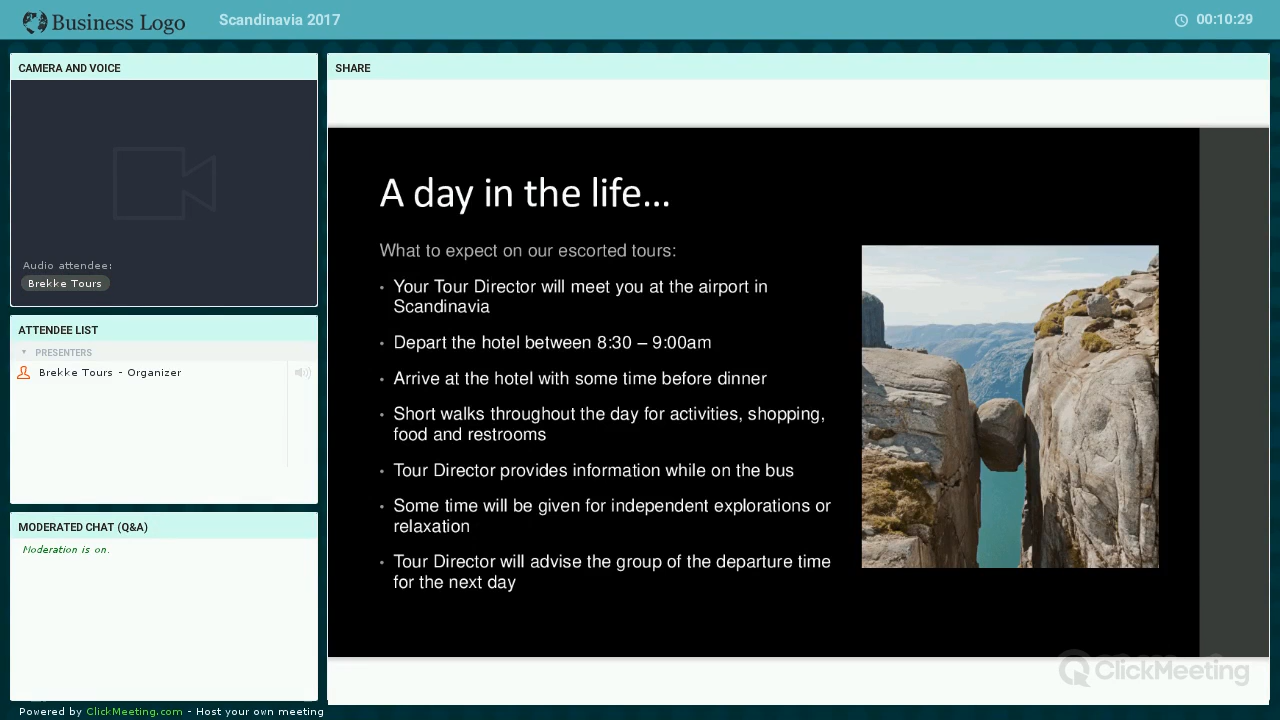 Business Logo
Scandinavia 2017
00:10:29
CAMERA AND VOICE
Audio attendee:
Brekke Tours
ATTENDEE LIST
PRESENTERS
Brekke Tours - Organizer
MODERATED CHAT (Q&A)
Moderation is on.
SHARE
A day in the life...
What to expect on our escorted tours:
• Your Tour Director will meet you at the airport in
Scandinavia
• Depart the hotel between 8:30 – 9:00am
• Arrive at the hotel with some time before dinner
• Short walks throughout the day for activities, shopping,
food and restrooms
• Tour Director provides information while on the bus
• Some time will be given for independent explorations or
relaxation
• Tour Director will advise the group of the departure time
for the next day
ClickMeeting
Powered by ClickMeeting.com - Host your own meeting